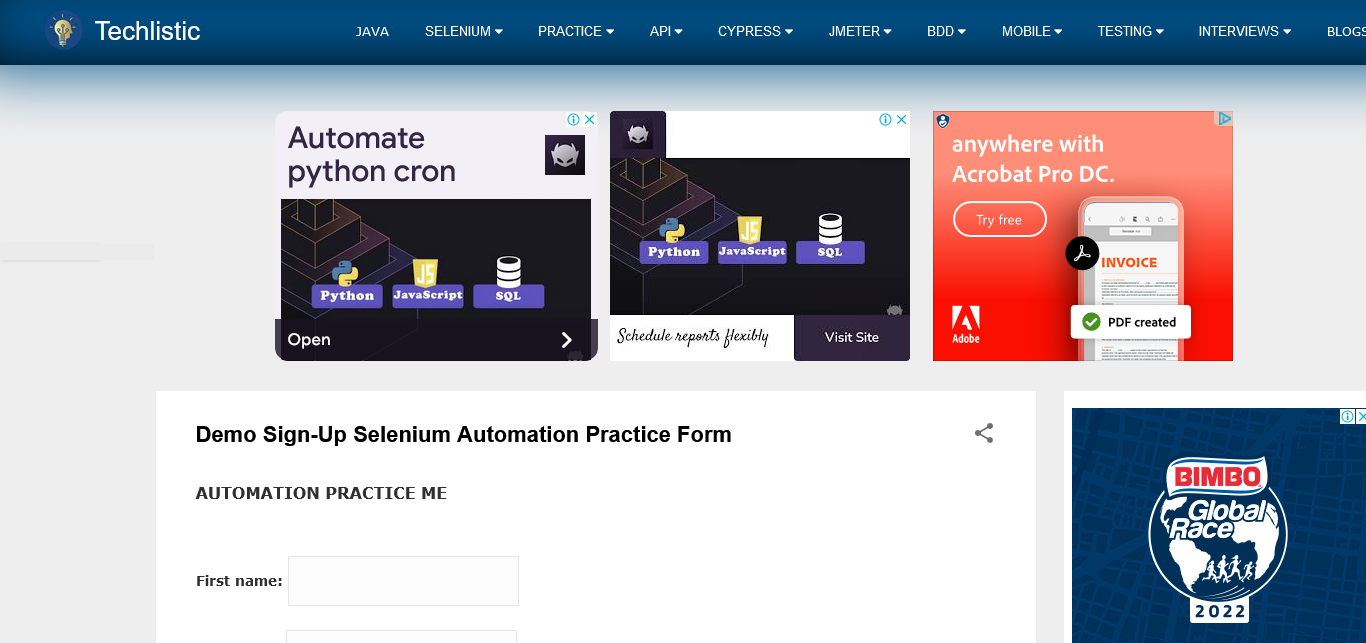 Techlistic
JAVA
SELENIUM
PRACTICE
API
CYPRESS
JMETER
BDD
MOBILE
TESTING
INTERVIEWS
BLOGS
Automate
python cron
Python
JavaScript
SQL
Open
Python
JavaScript
SQL
Schedule reports flexibly
Visit Site
anywhere with
Acrobat Pro DC.
Try free
INVOICE
PDF created
Adobe
Demo Sign-Up Selenium Automation Practice Form
AUTOMATION PRACTICE ME
First name:
BIMBO
Global
Race
2022